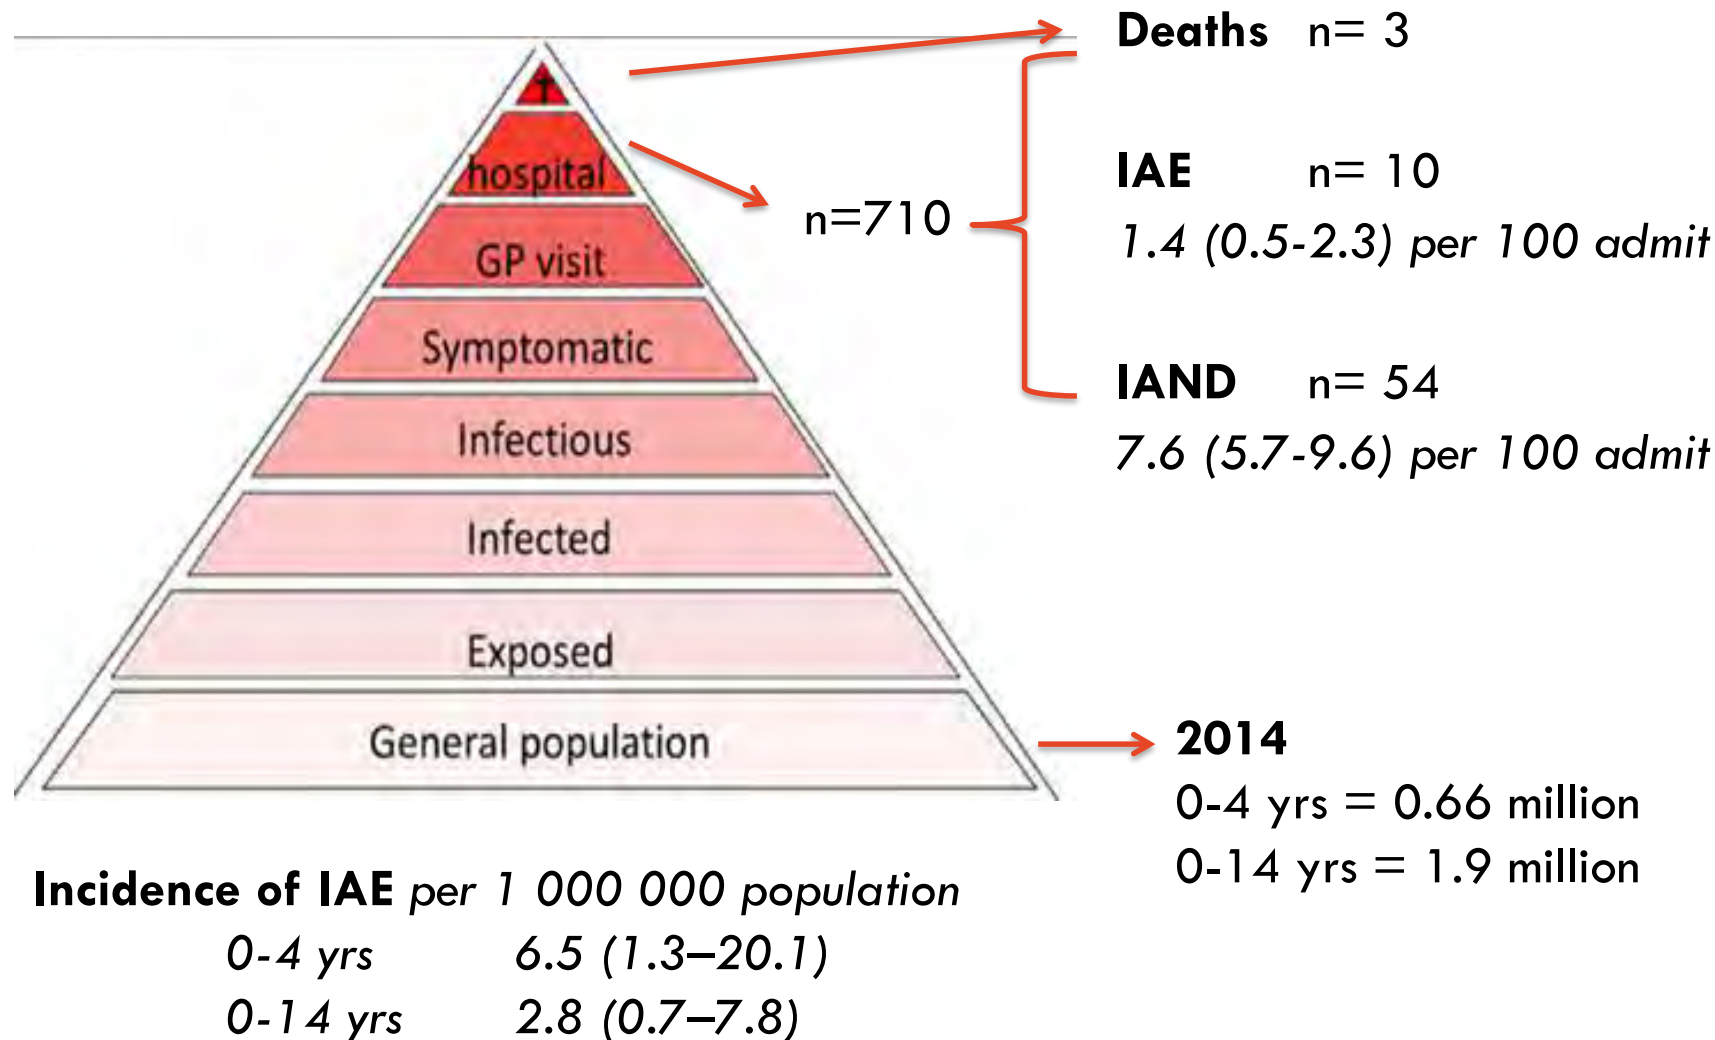 Deaths n= 3
†
hospital
GP visit
Symptomatic
Infectious
Infected
Exposed
General population
n=710
IAE n= 10
1.4 (0.5-2.3) per 100 admit
IAND n= 54
7.6 (5.7-9.6) per 100 admit
2014
0-4 yrs = 0.66 million
0-14 yrs = 1.9 million
Incidence of IAE per 1 000 000 population
0-4 yrs 6.5 (1.3–20.1)
0-14 yrs 2.8 (0.7–7.8)